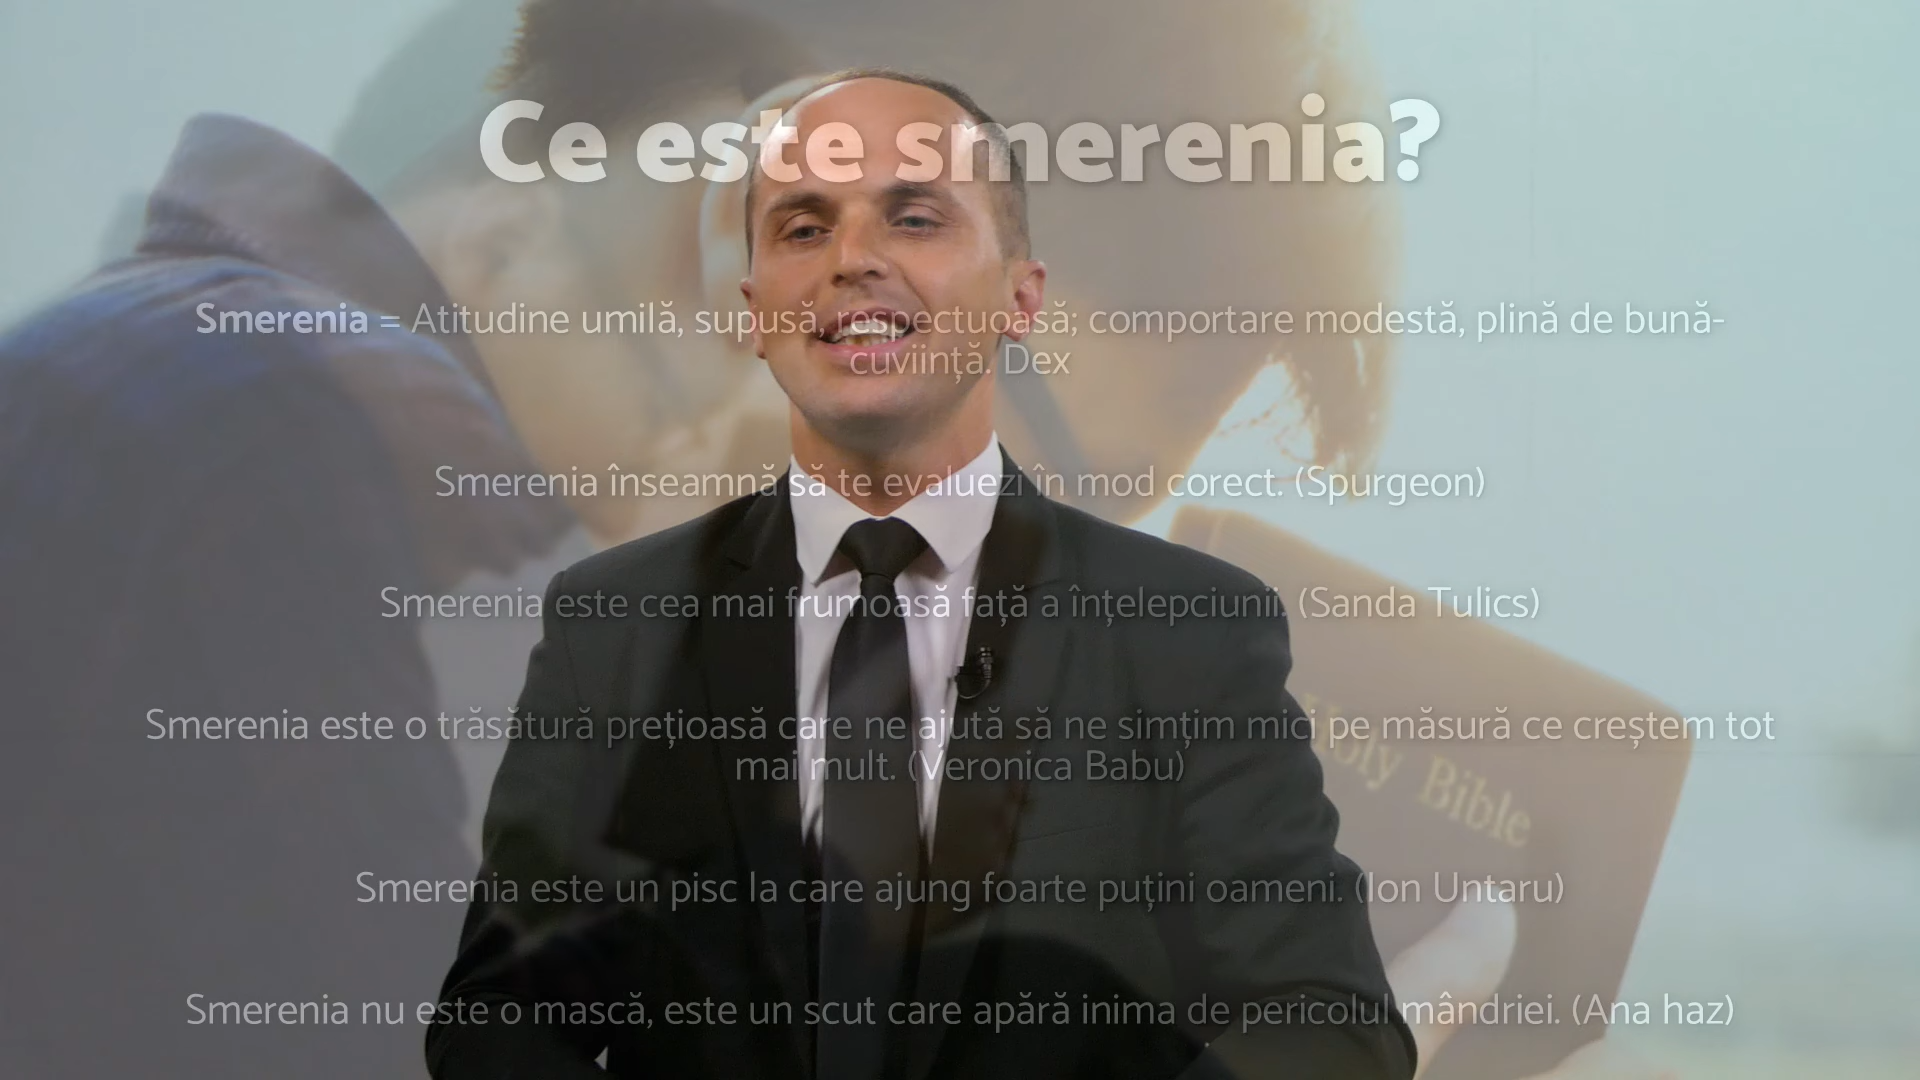 Ce este smerenia?
Smerenia = Atitudine umilă, supusă, respectuoasă; comportare modestă, plină de bună-
cuviință. Dex
Smerenia înseamnă să te evaluezi în mod corect. (Spurgeon)
Smerenia este cea mai frumoasă față a înțelepciunii. (Sanda Tulics)
Smerenia este o trăsătură prețioasă care ne ajută să ne simțim mici pe măsură ce creștem tot
mai mult. (Veronica Babu)
Holy Bible
Smerenia este un pisc la care ajung foarte puțini oameni. (Ion Untaru)
Smerenia nu este o mască, este un scut care apără inima de pericolul mândriei. (Ana haz)